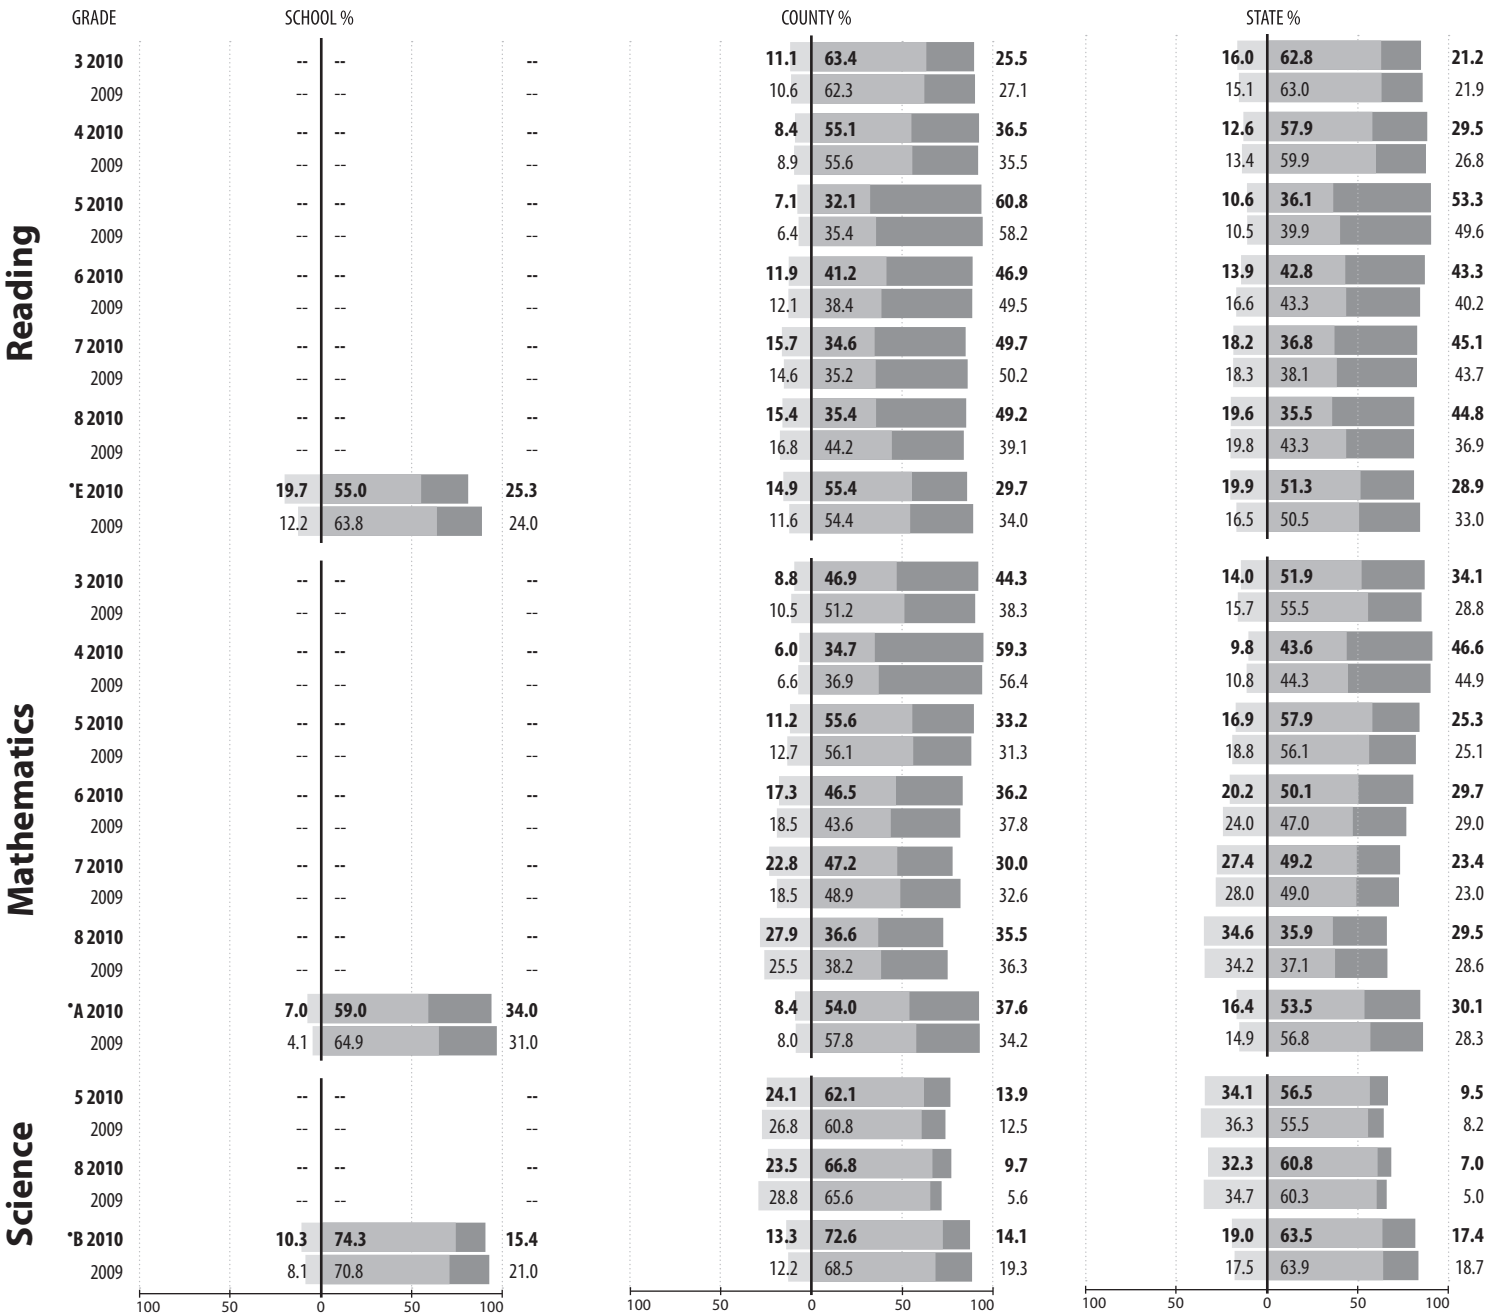 GRADE SCHOOL % COUNTY % STATE %
Reading
3 2010 -- -- -- 11.1 63.4 25.5 16.0 62.8 21.2
2009 -- -- -- 10.6 62.3 27.1 15.1 63.0 21.9
4 2010 -- -- -- 8.4 55.1 36.5 12.6 57.9 29.5
2009 -- -- -- 8.9 55.6 35.5 13.4 59.9 26.8
5 2010 -- -- -- 7.1 32.1 60.8 10.6 36.1 53.3
2009 -- -- -- 6.4 35.4 58.2 10.5 39.9 49.6
6 2010 -- -- -- 11.9 41.2 46.9 13.9 42.8 43.3
2009 -- -- -- 12.1 38.4 49.5 16.6 43.3 40.2
7 2010 -- -- -- 15.7 34.6 49.7 18.2 36.8 45.1
2009 -- -- -- 14.6 35.2 50.2 18.3 38.1 43.7
8 2010 -- -- -- 15.4 35.4 49.2 19.6 35.5 44.8
2009 -- -- -- 16.8 44.2 39.1 19.8 43.3 36.9
•E 2010 19.7 55.0 25.3 14.9 55.4 29.7 19.9 51.3 28.9
2009 12.2 63.8 24.0 11.6 54.4 34.0 16.5 50.5 33.0
Mathematics
3 2010 -- -- -- 8.8 46.9 44.3 14.0 51.9 34.1
2009 -- -- -- 10.5 51.2 38.3 15.7 55.5 28.8
4 2010 -- -- -- 6.0 34.7 59.3 9.8 43.6 46.6
2009 -- -- -- 6.6 36.9 56.4 10.8 44.3 44.9
5 2010 -- -- -- 11.2 55.6 33.2 16.9 57.9 25.3
2009 -- -- -- 12.7 56.1 31.3 18.8 56.1 25.1
6 2010 -- -- -- 17.3 46.5 36.2 20.2 50.1 29.7
2009 -- -- -- 18.5 43.6 37.8 24.0 47.0 29.0
7 2010 -- -- -- 22.8 47.2 30.0 27.4 49.2 23.4
2009 -- -- -- 18.5 48.9 32.6 28.0 49.0 23.0
8 2010 -- -- -- 27.9 36.6 35.5 34.6 35.9 29.5
2009 -- -- -- 25.5 38.2 36.3 34.2 37.1 28.6
•A 2010 7.0 59.0 34.0 8.4 54.0 37.6 16.4 53.5 30.1
2009 4.1 64.9 31.0 8.0 57.8 34.2 14.9 56.8 28.3
Science
5 2010 -- -- -- 24.1 62.1 13.9 34.1 56.5 9.5
2009 -- -- -- 26.8 60.8 12.5 36.3 55.5 8.2
8 2010 -- -- -- 23.5 66.8 9.7 32.3 60.8 7.0
2009 -- -- -- 28.8 65.6 5.6 34.7 60.3 5.0
•B 2010 10.3 74.3 15.4 13.3 72.6 14.1 19.0 63.5 17.4
2009 8.1 70.8 21.0 12.2 68.5 19.3 17.5 63.9 18.7
100 50 0 50 100 100 50 0 50 100 100 50 0 50 100